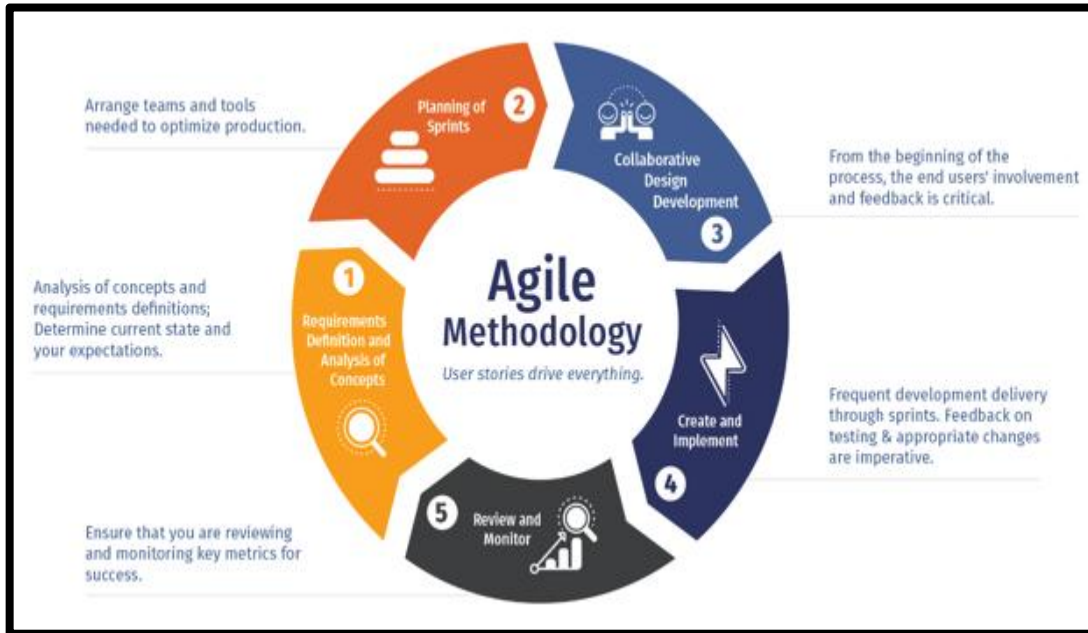 Agile
Methodology
User stories drive everything.
1
Requirements
Definition and
Analysis of
Concepts
Analysis of concepts and
requirements definitions;
Determine current state and
your expectations.
2
Planning of
Sprints
Arrange teams and tools
needed to optimize production.
Collaborative
Design
Development
3
From the beginning of the
process, the end users' involvement
and feedback is critical.
Create and
Implement
4
Frequent development delivery
through sprints. Feedback on
testing & appropriate changes
are imperative.
5
Review and
Monitor
Ensure that you are reviewing
and monitoring key metrics for
success.